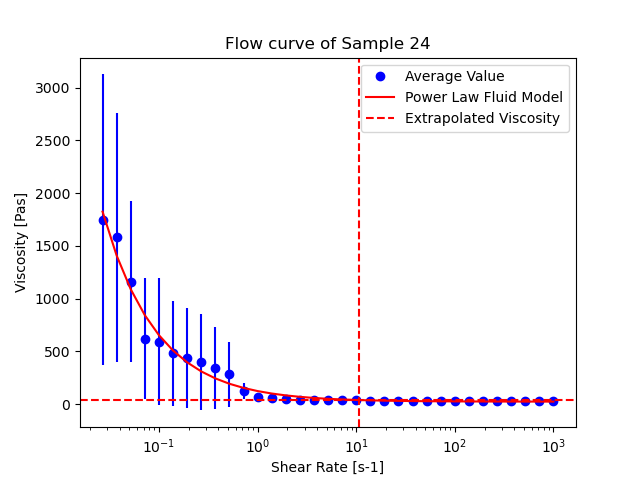 Flow curve of Sample 24
Average Value
Power Law Fluid Model
Extrapolated Viscosity
3000
2500
2000
1500
1000
500
0
Viscosity [Pas]
10⁻¹ 10⁰ 10¹ 10² 10³
Shear Rate [s-1]